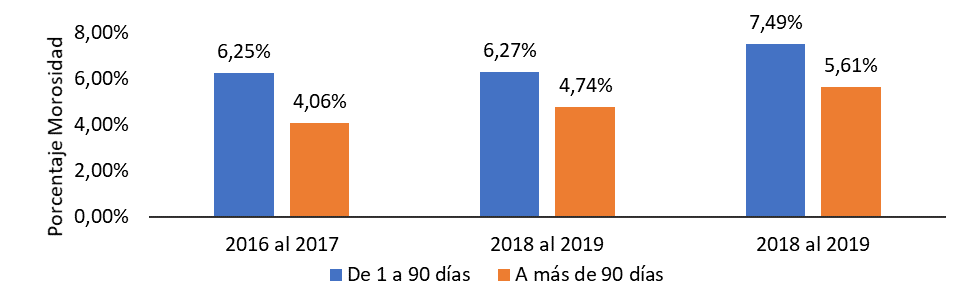 Porcentaje Morosidad
8,00%
6,00%
4,00%
2,00%
0,00%
6,25%
4,06%
6,27%
4,74%
7,49%
5,61%
2016 al 2017
2018 al 2019
2018 al 2019
De 1 a 90 días
A más de 90 días